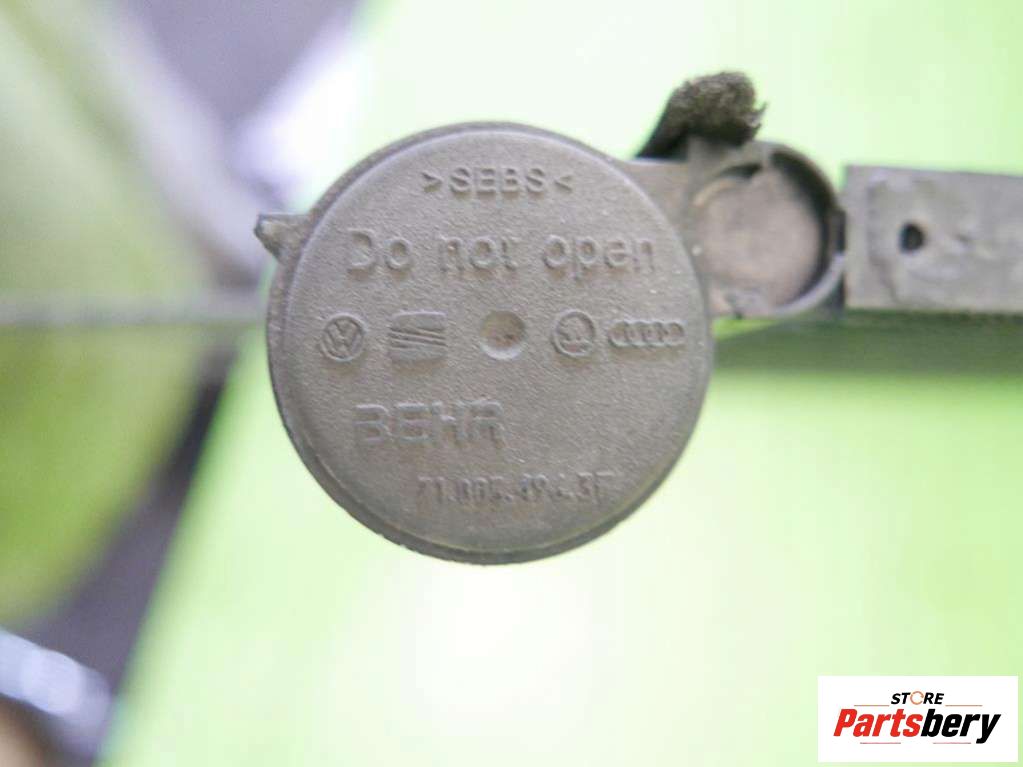 >SEBS<
Do not open
BEHR
STORE
Partsbery